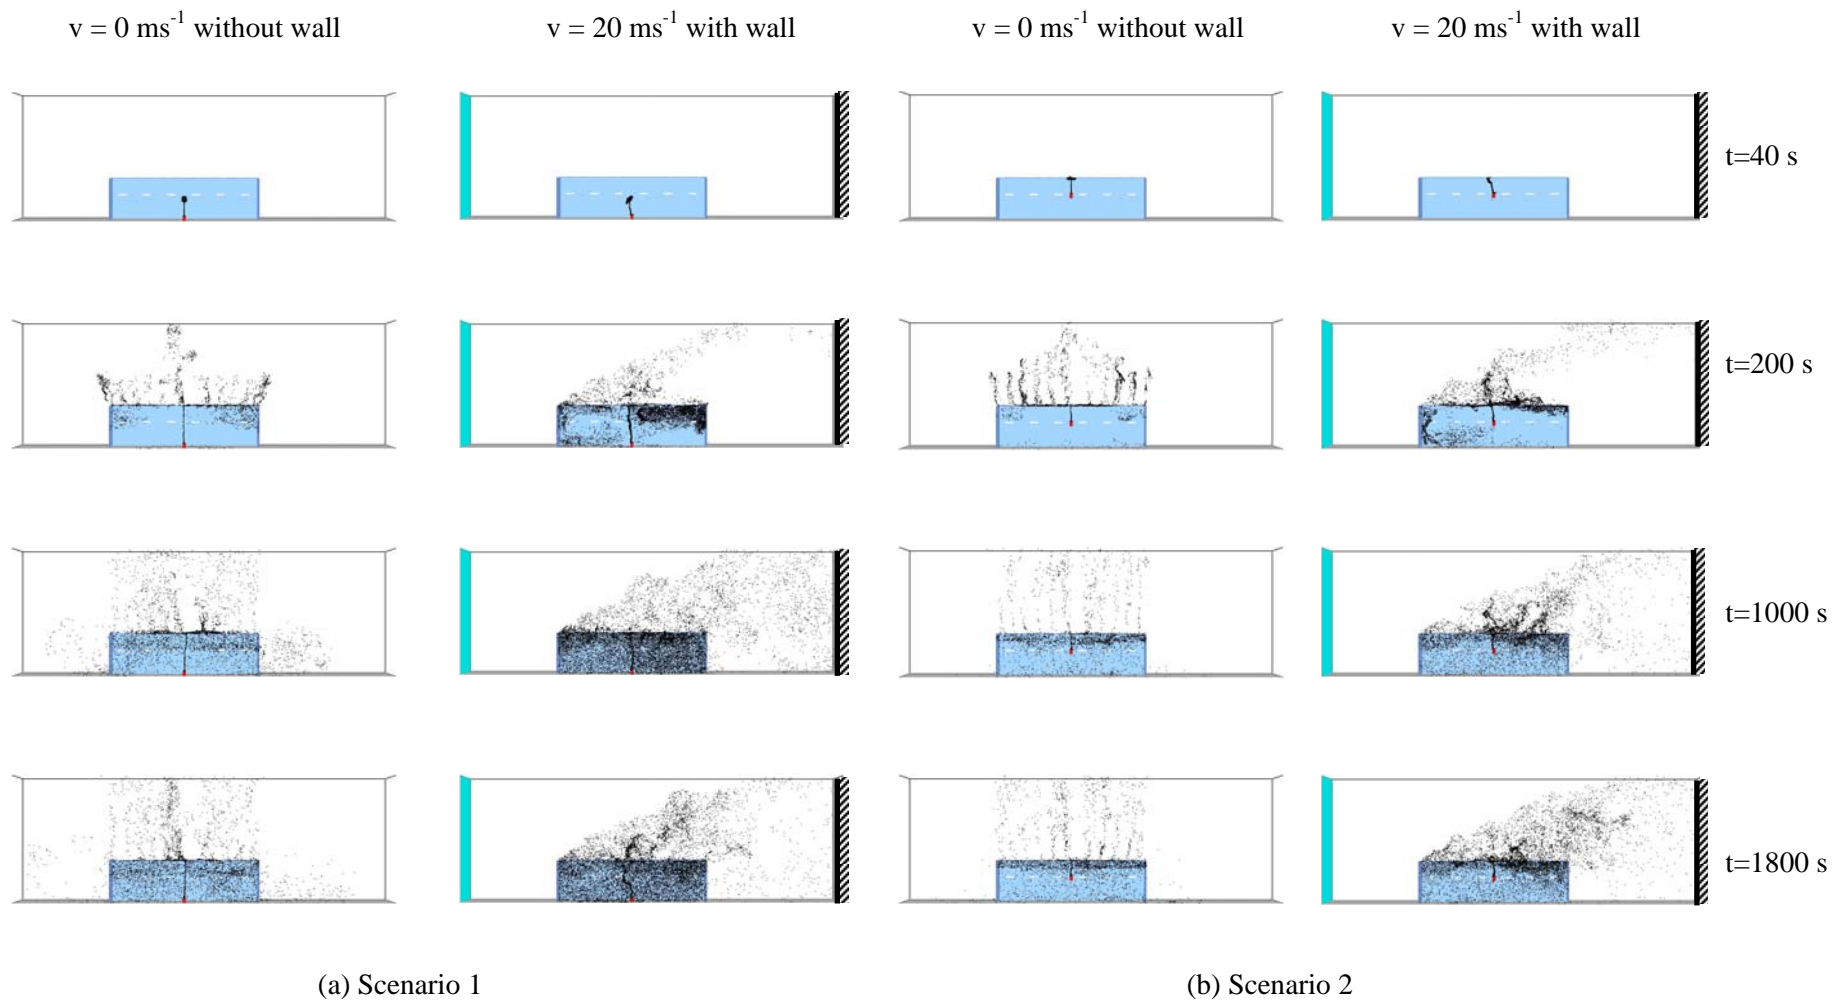 v = 0 ms⁻¹ without wall
v = 20 ms⁻¹ with wall
v = 0 ms⁻¹ without wall
v = 20 ms⁻¹ with wall
t=40 s
t=200 s
t=1000 s
t=1800 s
(a) Scenario 1
(b) Scenario 2